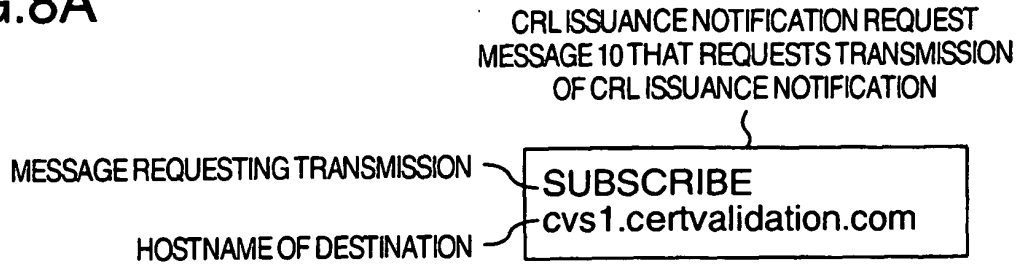 G.8A
CRL ISSUANCE NOTIFICATION REQUEST
MESSAGE 10 THAT REQUESTS TRANSMISSION
OF CRL ISSUANCE NOTIFICATION
MESSAGE REQUESTING TRANSMISSION
SUBSCRIBE
cvs1.certvalidation.com
HOSTNAME OF DESTINATION